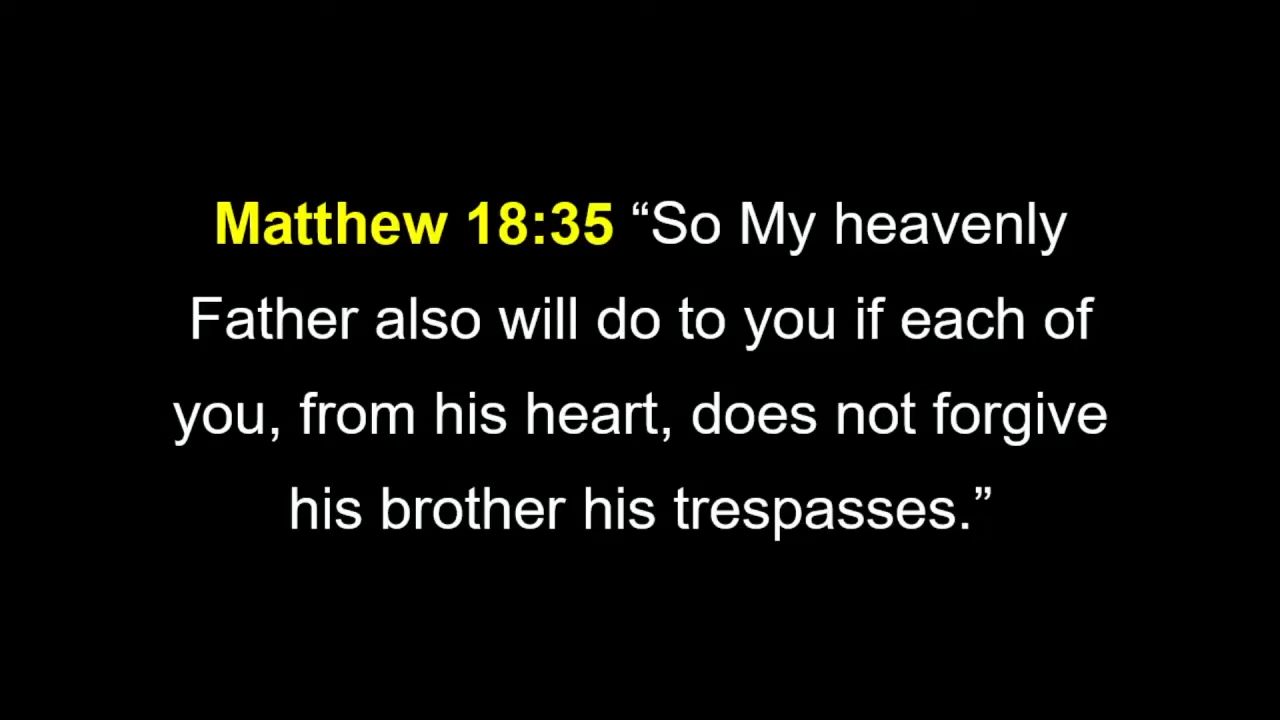 Matthew 18:35 “So My heavenly
Father also will do to you if each of
you, from his heart, does not forgive
his brother his trespasses.”